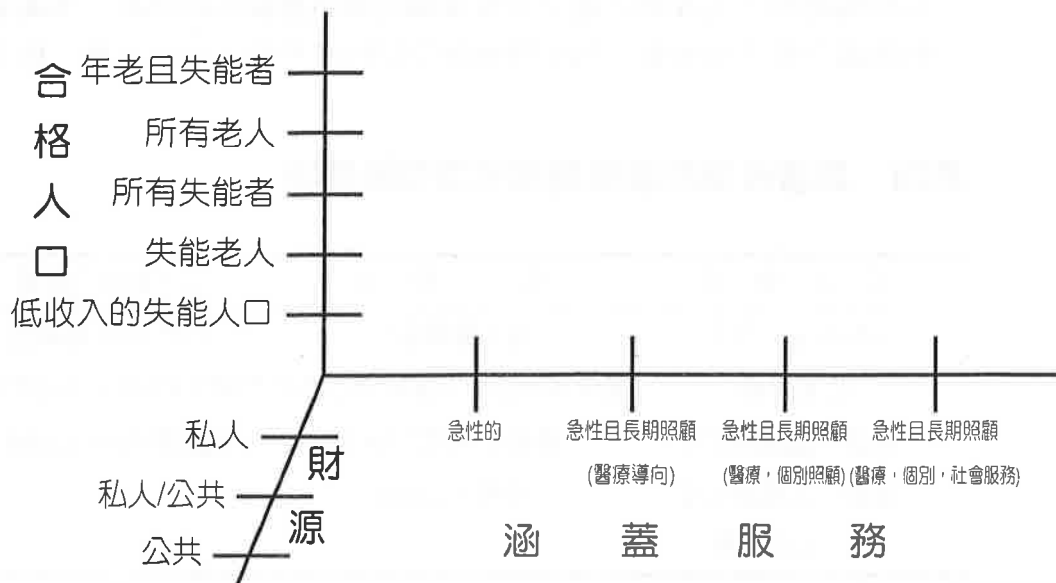 合格人口
年老且失能者
所有老人
所有失能者
失能老人
低收入的失能人口
私人
私人/公共
公共
財源
急性的
急性且長期照顧
(醫療導向)
急性且長期照顧
(醫療,個別照顧)
急性且長期照顧
(醫療,個別,社會服務)
涵蓋服務